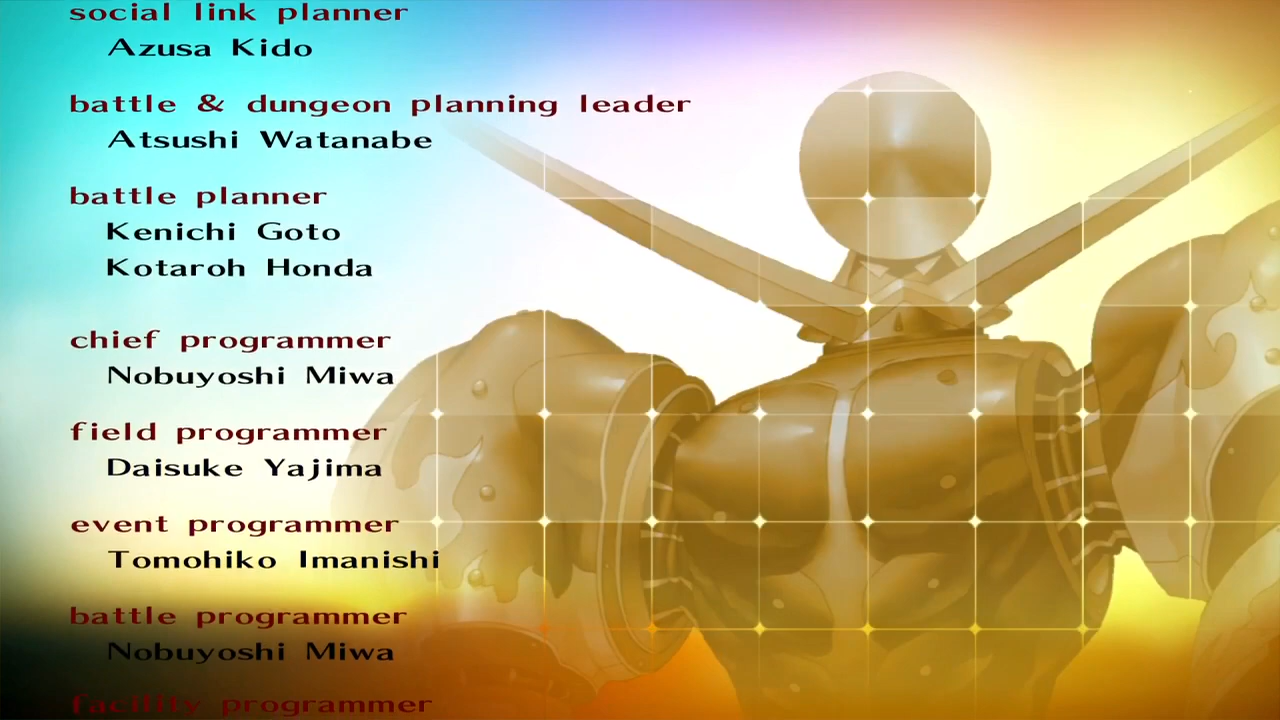 social link planner
Azusa Kido
battle & dungeon planning leader
Atsushi Watanabe
battle planner
Kenichi Goto
Kotaroh Honda
chief programmer
Nobuyoshi Miwa
field programmer
Daisuke Yajima
event programmer
Tomohiko Imanishi
battle programmer
Nobuyoshi Miwa
facility programmer